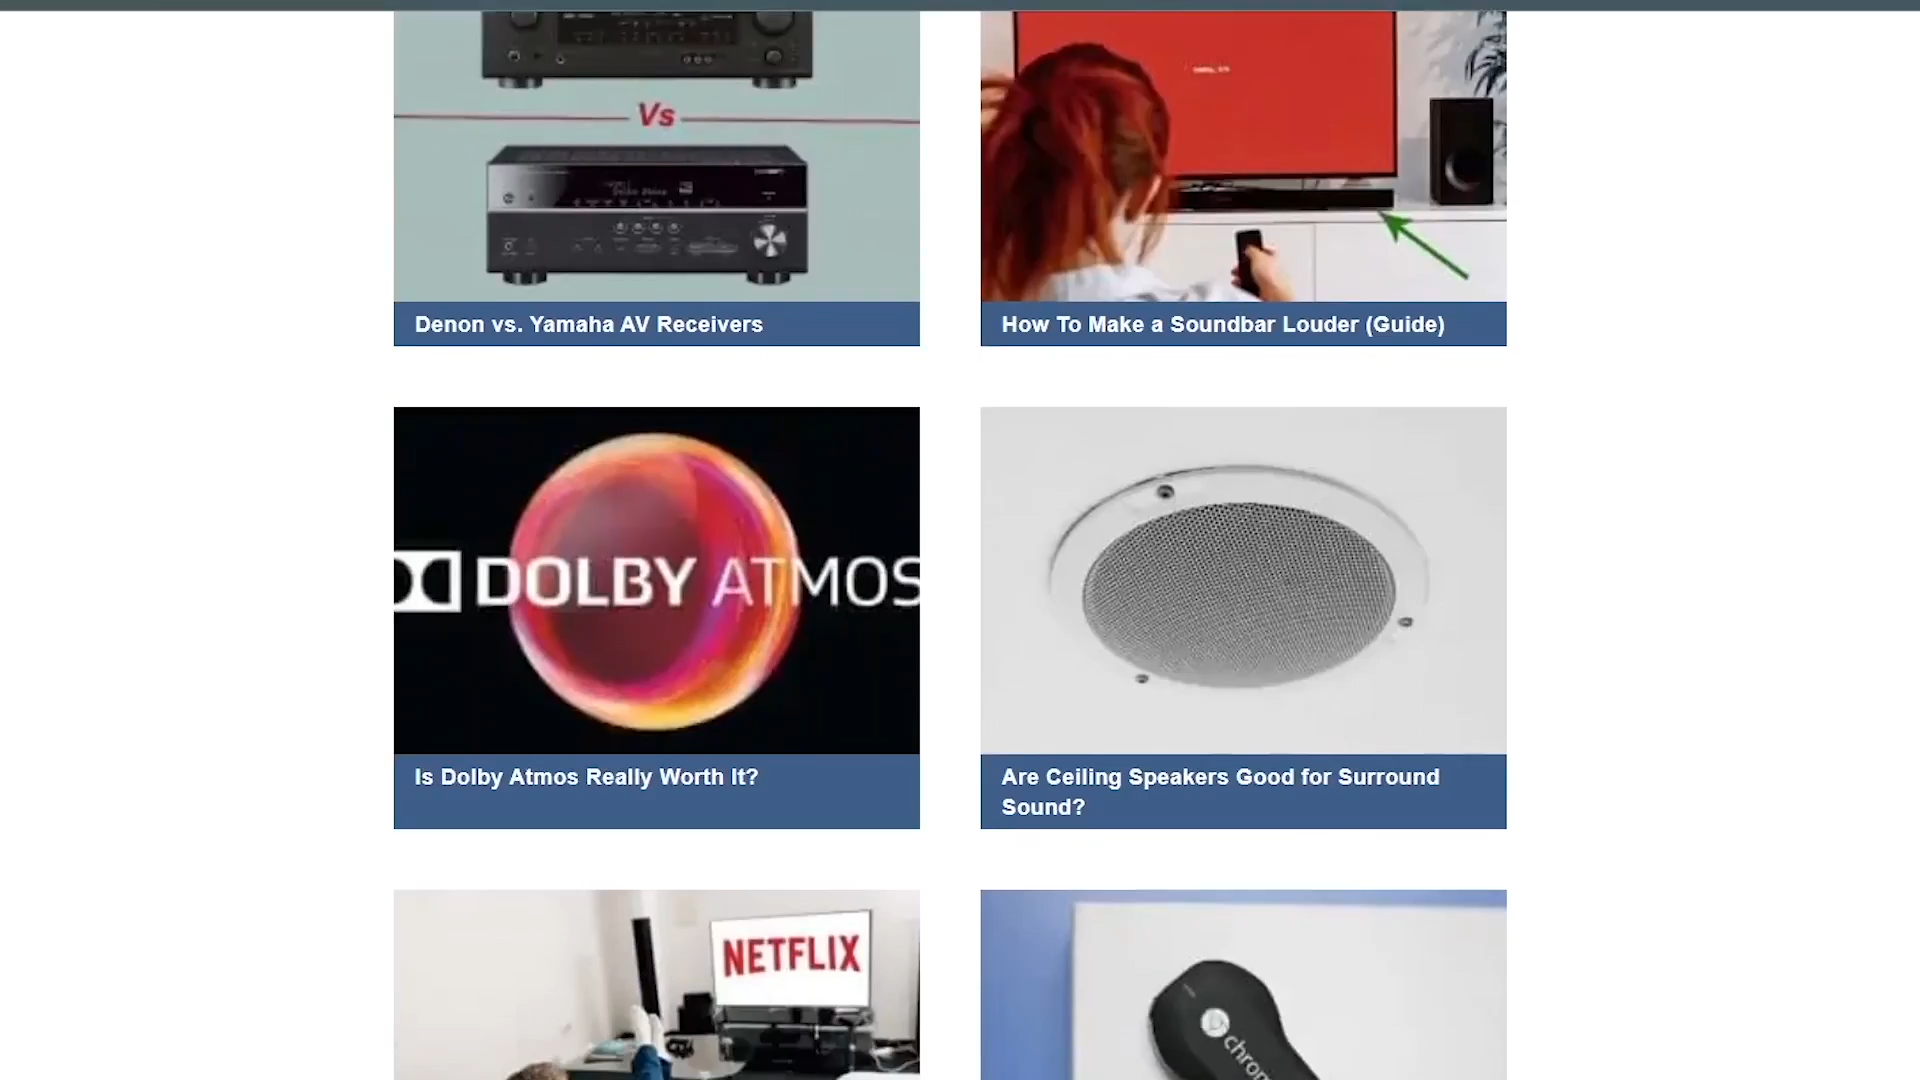 Vs
Denon vs. Yamaha AV Receivers
How To Make a Soundbar Louder (Guide)
DOLBY ATMOS
Is Dolby Atmos Really Worth It?
Are Ceiling Speakers Good for Surround
Sound?
NETFLIX
chrom